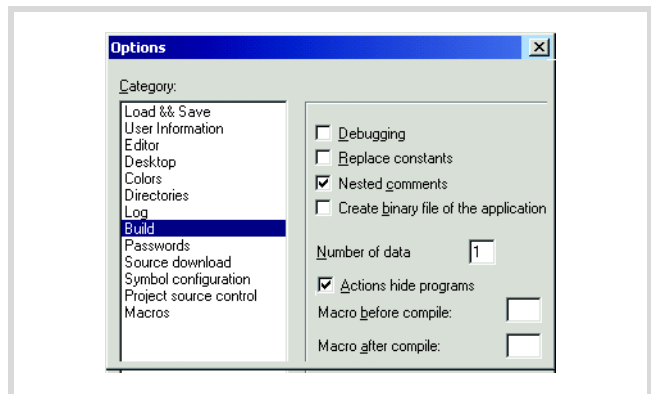 Options
Category:
Load && Save
User Information
Editor
Desktop
Colors
Directories
Log
Build
Passwords
Source download
Symbol configuration
Project source control
Macros
Debugging
Replace constants
Nested comments
Create binary file of the application
Number of data
1
Actions hide programs
Macro before compile:
Macro after compile: